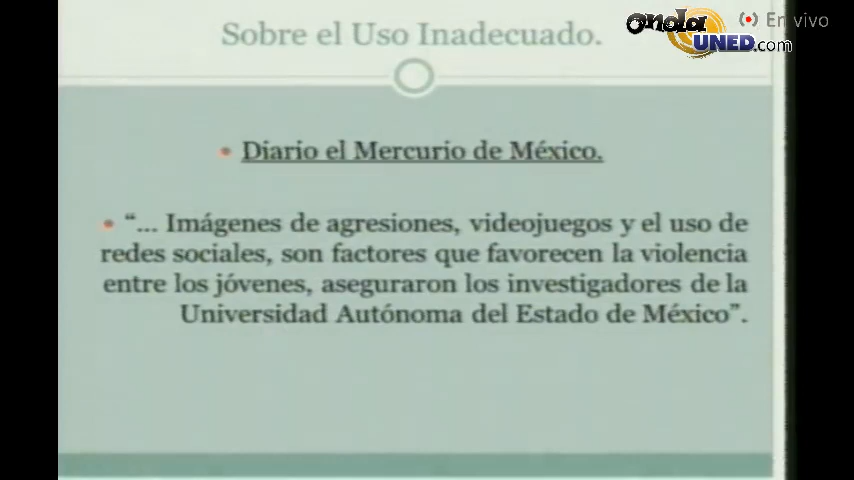 Sobre el Uso Inadecuado.
onda UNED.com
En vivo
• Diario el Mercurio de México.
• “... Imágenes de agresiones, videojuegos y el uso de
redes sociales, son factores que favorecen la violencia
entre los jóvenes, aseguraron los investigadores de la
Universidad Autónoma del Estado de México”.